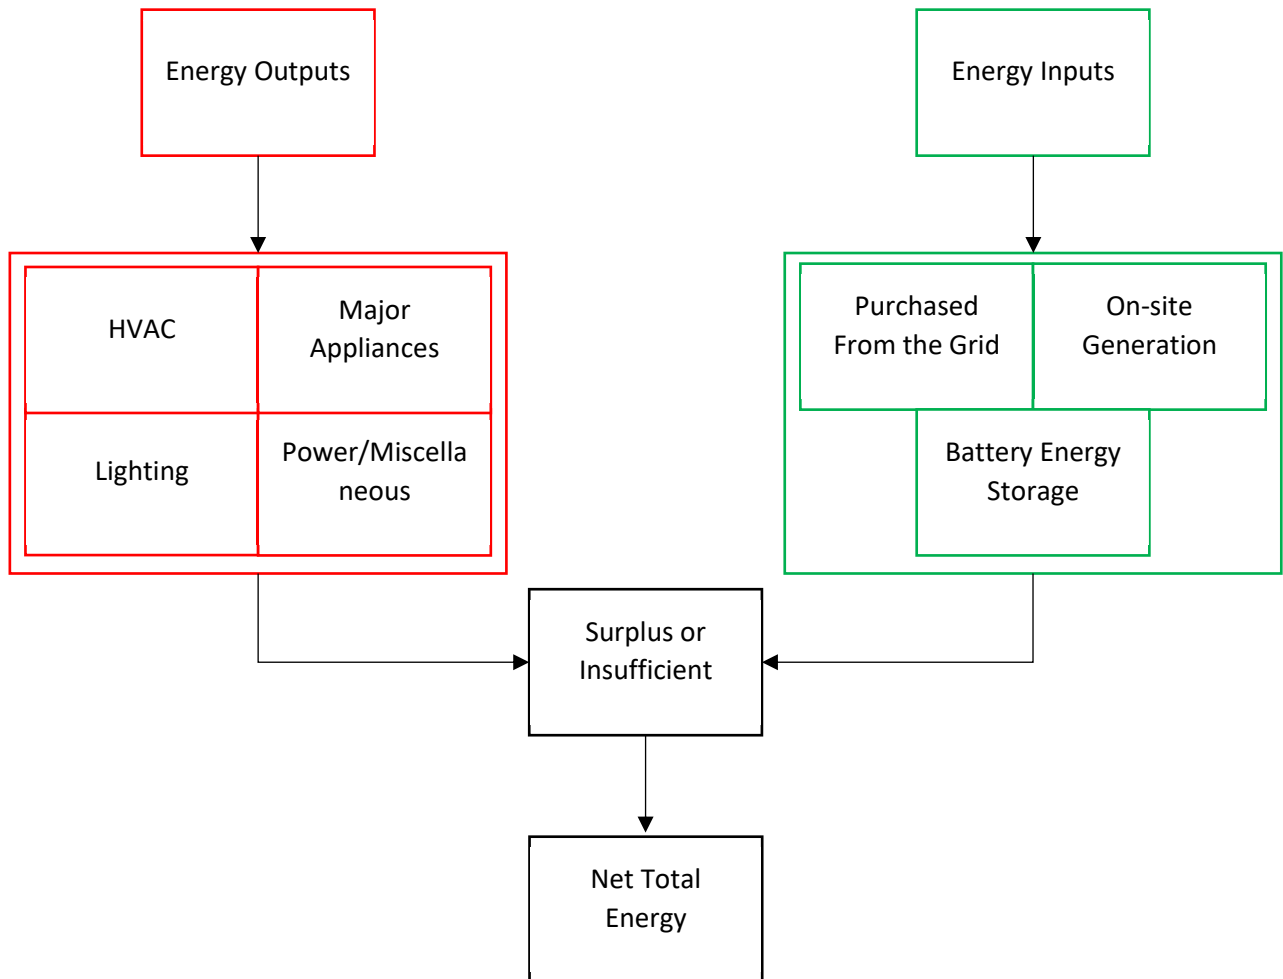 Energy Outputs
Energy Inputs
HVAC
Major
Appliances
Lighting
Power/Miscella
neous
Purchased
From the Grid
On-site
Generation
Battery Energy
Storage
Surplus or
Insufficient
Net Total
Energy